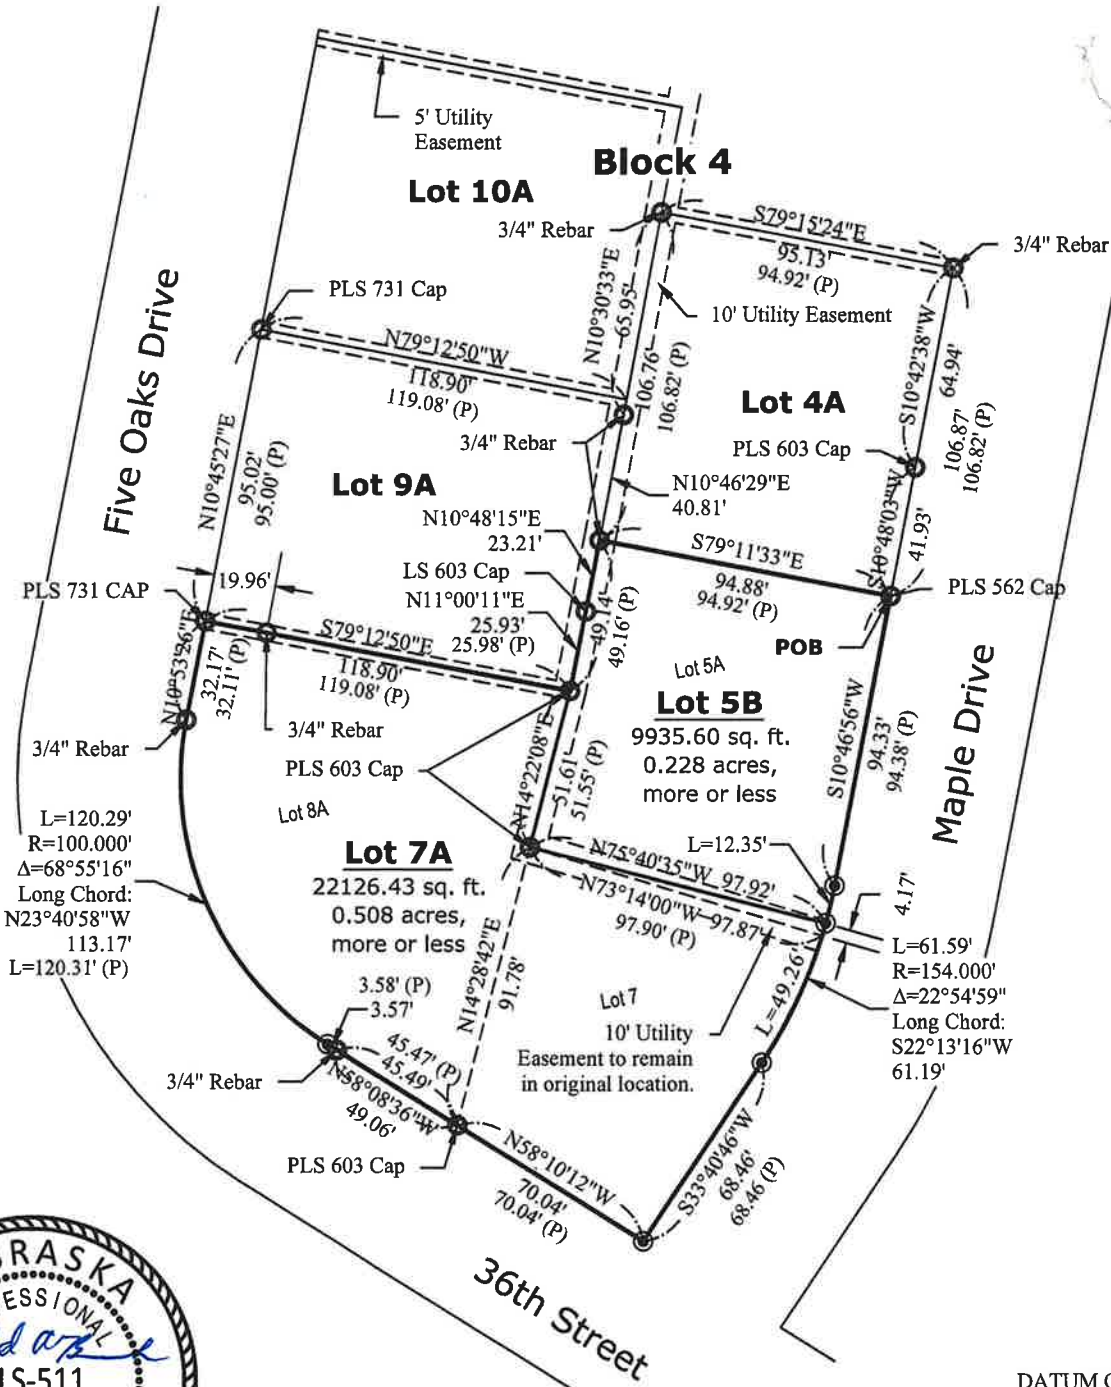 5' Utility
Easement
Block 4
Lot 10A
3/4" Rebar
S79°15'24"E
95.13'
94.92' (P)
3/4" Rebar
PLS 731 Cap
N10°30'33"E
65.95'
10' Utility Easement
N79°12'50"W
118.90'
119.08' (P)
106.76'
106.82' (P)
S10°42'38"W
64.94'
106.87'
106.82' (P)
Five Oaks Drive
Lot 4A
3/4" Rebar
PLS 603 Cap
N10°45'27"E
95.02'
95.00' (P)
Lot 9A
N10°46'29"E
40.81'
S10°48'03"W
41.93'
N10°48'15"E
23.21'
S79°11'33"E
94.88'
94.92' (P)
LS 603 Cap
N11°00'11"E
25.93'
25.98' (P)
49.14'
49.16' (P)
PLS 562 Cap
POB
19.96'
PLS 731 CAP
S79°12'50"E
118.90'
119.08' (P)
N10°53'26"E
32.17'
32.11' (P)
Lot 5A
Lot 5B
9935.60 sq. ft.
0.228 acres,
more or less
S10°46'56"W
94.33'
94.38' (P)
Maple Drive
3/4" Rebar
3/4" Rebar
PLS 603 Cap
N14°22'08"E
51.61'
51.55' (P)
Lot 8A
L=120.29'
R=100.000'
Δ=68°55'16"
Long Chord:
N23°40'58"W
113.17'
L=120.31' (P)
Lot 7A
22126.43 sq. ft.
0.508 acres,
more or less
L=12.35'
N75°40'35"W 97.92'
N73°14'00"W 97.87'
97.90' (P)
4.17'
L=61.59'
R=154.000'
Δ=22°54'59"
Long Chord:
S22°13'16"W
61.19'
N14°28'42"E
91.78'
L=49.26'
3.58' (P)
3.57'
Lot 7
10' Utility
Easement to remain
in original location.
3/4" Rebar
45.47' (P)
45.49'
N58°08'36"W
49.06'
PLS 603 Cap
N58°10'12"W
70.04'
70.04' (P)
S33°40'46"W
68.46'
68.46 (P)
36th Street
RASKA
ESSIONAL
LS-511
DATUM